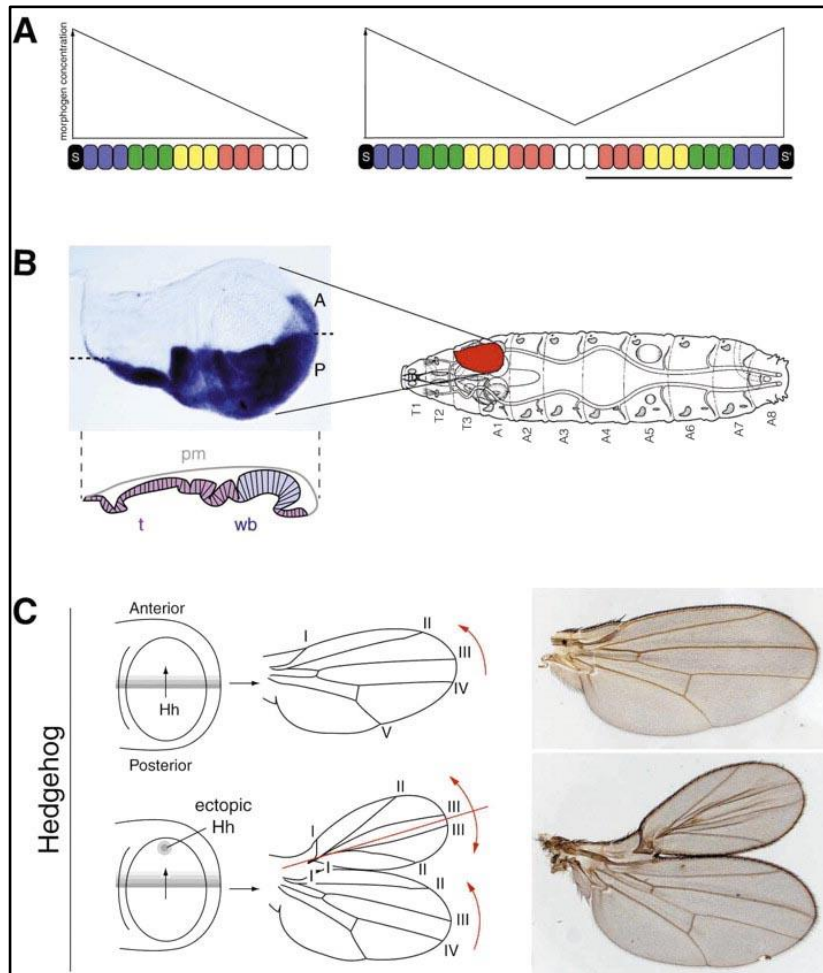 A
morphogen concentration
S
S
S'
B
A
P
pm
t
wb
T1
T2
T3
A1
A2
A3
A4
A5
A6
A7
A8
C
Hedgehog
Anterior
Hh
Posterior
I
II
III
IV
V
ectopic
Hh
I
II
III
III
I
I
II
II
III
IV